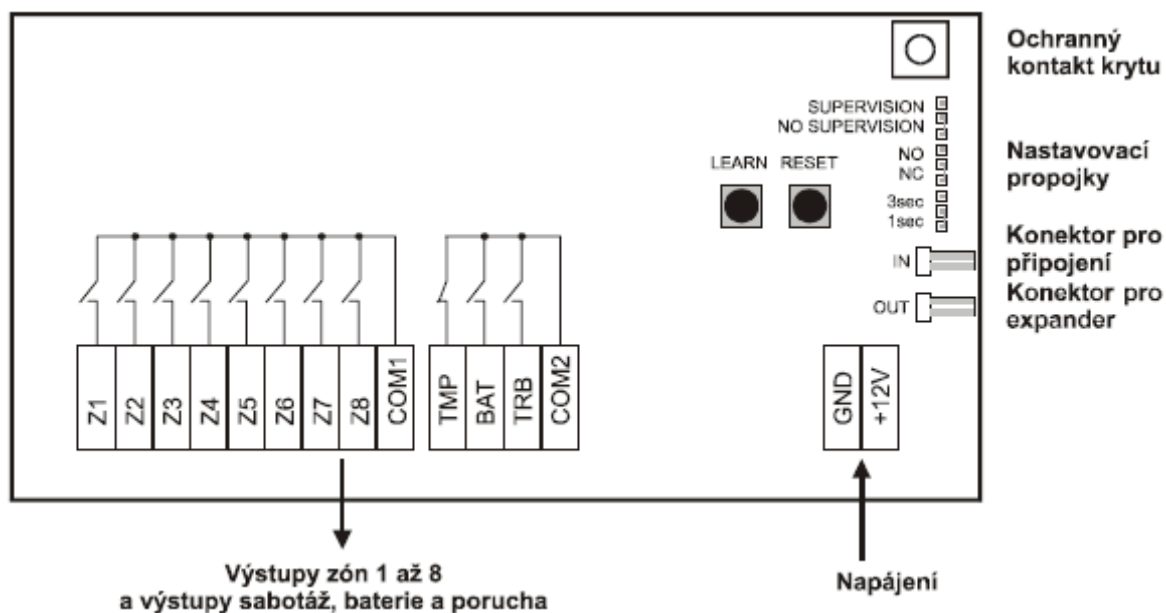 Ochranný
kontakt krytu
SUPERVISION
NO SUPERVISION
Nastavovací
propojky
LEARN RESET
NO
NC
3sec
1sec
Konektor pro
připojení
IN
Konektor pro
expander
OUT
Z1
Z2
Z3
Z4
Z5
Z6
Z7
Z8
COM1
TMP
BAT
TRB
COM2
GND
+12V
Výstupy zón 1 až 8
a výstupy sabotáž, baterie a porucha
Napájení